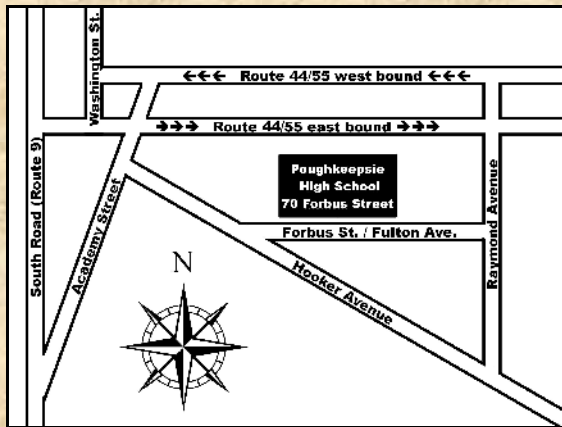 Washington St.
←←← Route 44/55 west bound ←←←
→→→ Route 44/55 east bound →→→
South Road (Route 9)
Academy Street
Poughkeepsie
High School
70 Forbus Street
Raymond Avenue
Forbus St. / Fulton Ave.
Hooker Avenue
N